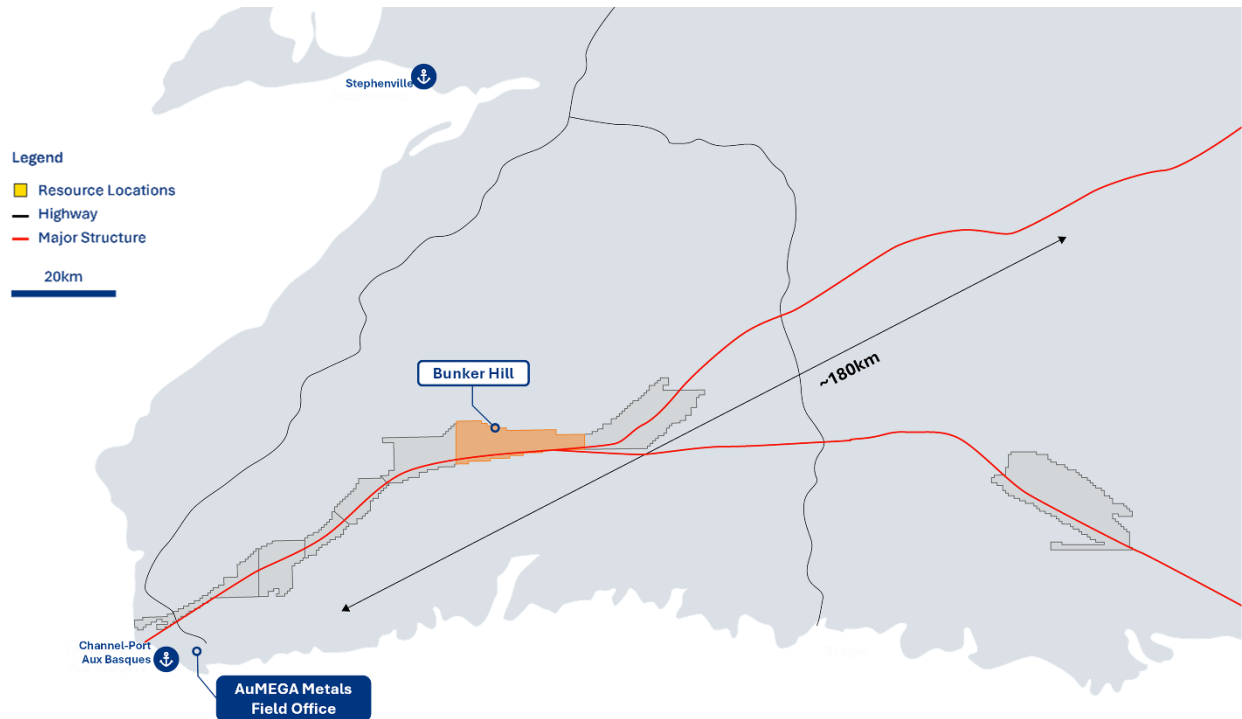 Stephenville
Legend
Resource Locations
Highway
Major Structure
20km
Bunker Hill
~180km
Channel-Port
Aux Basques
AuMEGA Metals
Field Office